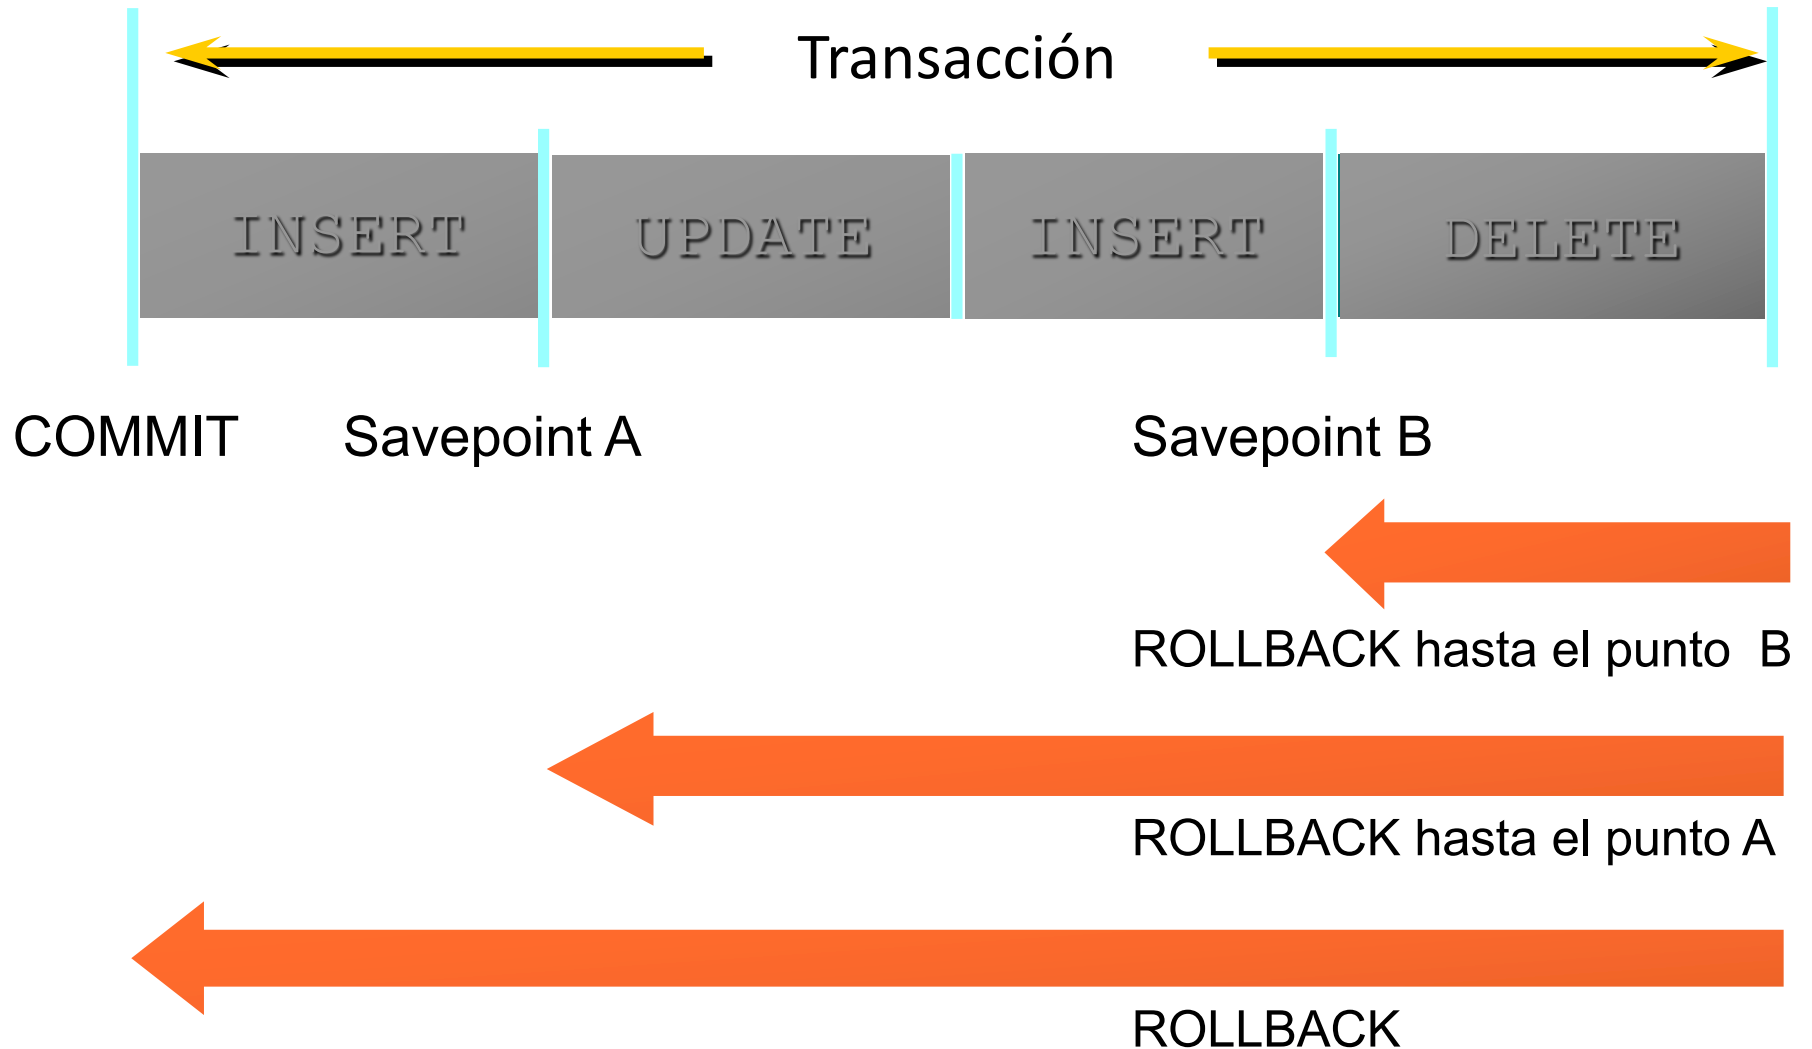 Transacción
INSERT UPDATE INSERT DELETE
COMMIT Savepoint A Savepoint B
ROLLBACK hasta el punto B
ROLLBACK hasta el punto A
ROLLBACK